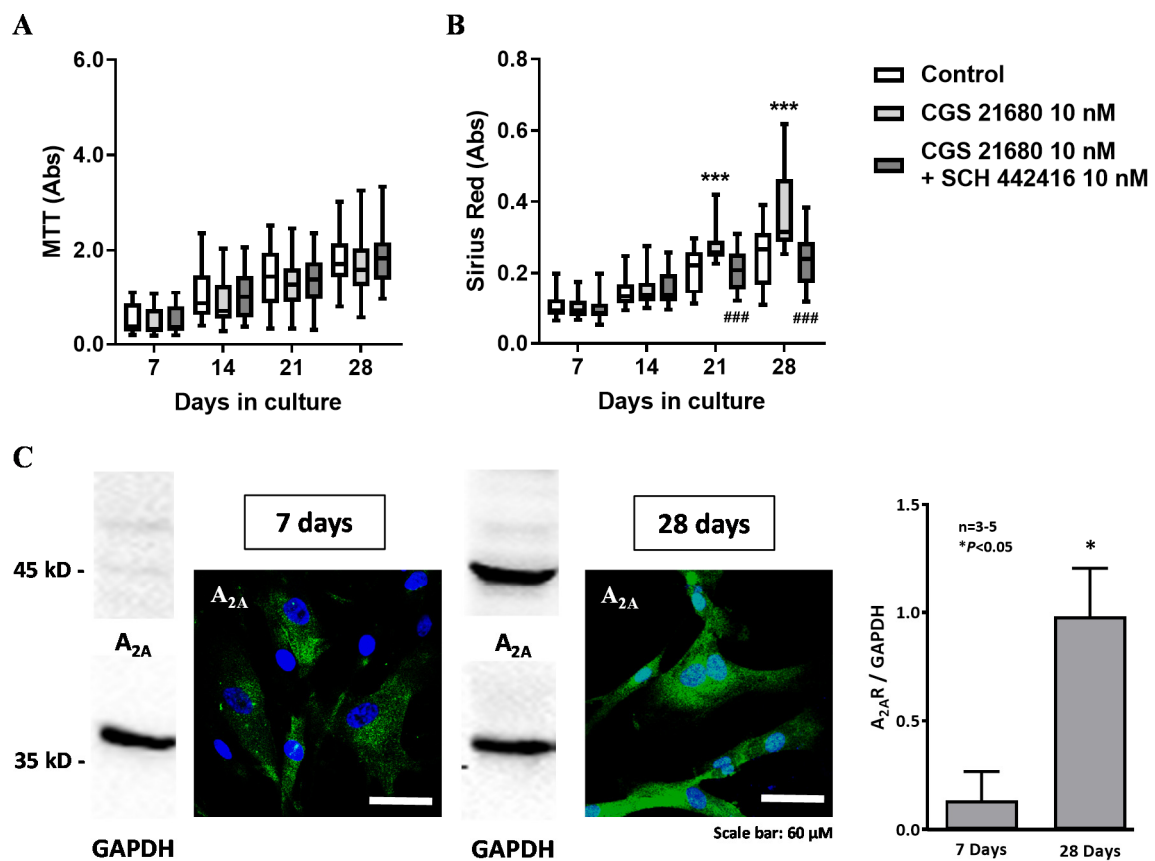 A
MTT (Abs)
6.0
4.0
2.0
0.0
7 14 21 28
Days in culture
B
Sirius Red (Abs)
0.8
0.6
0.4
0.2
0.0
***
***
###
###
7 14 21 28
Days in culture
Control
CGS 21680 10 nM
CGS 21680 10 nM
+ SCH 442416 10 nM
C
45 kD -
A2A
35 kD -
GAPDH
7 days
A2A
A2A
GAPDH
28 days
A2A
Scale bar: 60 µM
A2AR / GAPDH
1.5
1.0
0.5
0.0
n=3-5
*P<0.05
*
7 Days
28 Days